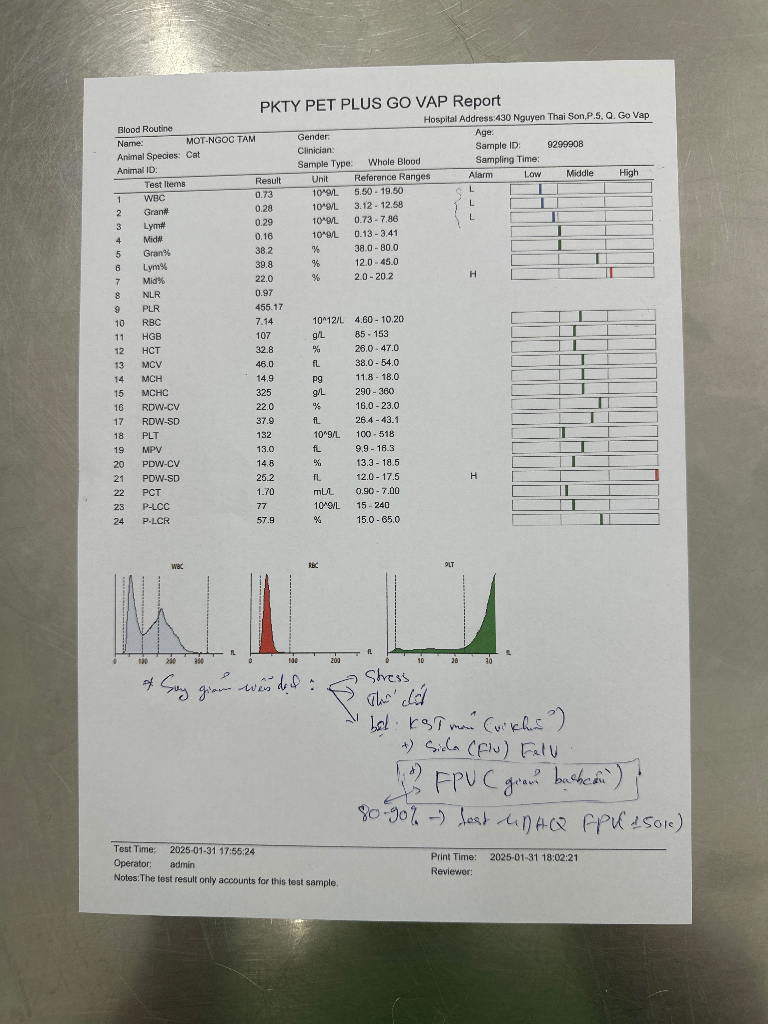 PKTY PET PLUS GO VAP Report
Hospital Address:430 Nguyen Thai Son,P.5, Q. Go Vap
Blood Routine
Name: MOT-NGOC TAM Gender: Age:
Animal Species: Cat Clinician: Sample ID: 9299908
Animal ID: Sample Type: Whole Blood Sampling Time:
Test Items Result Unit Reference Ranges Alarm Low Middle High
1 WBC 0.73 10^9/L 5.50 - 19.50 L
2 Gran# 0.28 10^9/L 3.12 - 12.58 L
3 Lym# 0.29 10^9/L 0.73 - 7.86 L
4 Mid# 0.16 10^9/L 0.13 - 3.41
5 Gran% 38.2 % 38.0 - 80.0
6 Lym% 39.8 % 12.0 - 45.0
7 Mid% 22.0 % 2.0 - 20.2 H
8 NLR 0.97
9 PLR 455.17
10 RBC 7.14 10^12/L 4.60 - 10.20
11 HGB 107 g/L 85 - 153
12 HCT 32.8 % 26.0 - 47.0
13 MCV 46.0 fL 38.0 - 54.0
14 MCH 14.9 pg 11.8 - 18.0
15 MCHC 325 g/L 290 - 360
16 RDW-CV 22.0 % 16.0 - 23.0
17 RDW-SD 37.9 fL 26.4 - 43.1
18 PLT 132 10^9/L 100 - 518
19 MPV 13.0 fL 9.9 - 16.3
20 PDW-CV 14.8 % 13.3 - 18.5
21 PDW-SD 25.2 fL 12.0 - 17.5 H
22 PCT 1.70 mL/L 0.90 - 7.00
23 P-LCC 77 10^9/L 15 - 240
24 P-LCR 57.9 % 15.0 - 65.0
WBC RBC PLT
0 100 200 300 fL 0 100 200 fL 0 10 20 30 fL
* Suy giảm miễn dịch : Stress
bệt: KST máu (vi khuẩn)
+) Sida (FIV) FelV
+) FPV (giảm bạch cầu)
80-90% → test FPV 150k)
Test Time: 2025-01-31 17:55:24 Print Time: 2025-01-31 18:02:21
Operator: admin Reviewer:
Notes:The test result only accounts for this test sample.